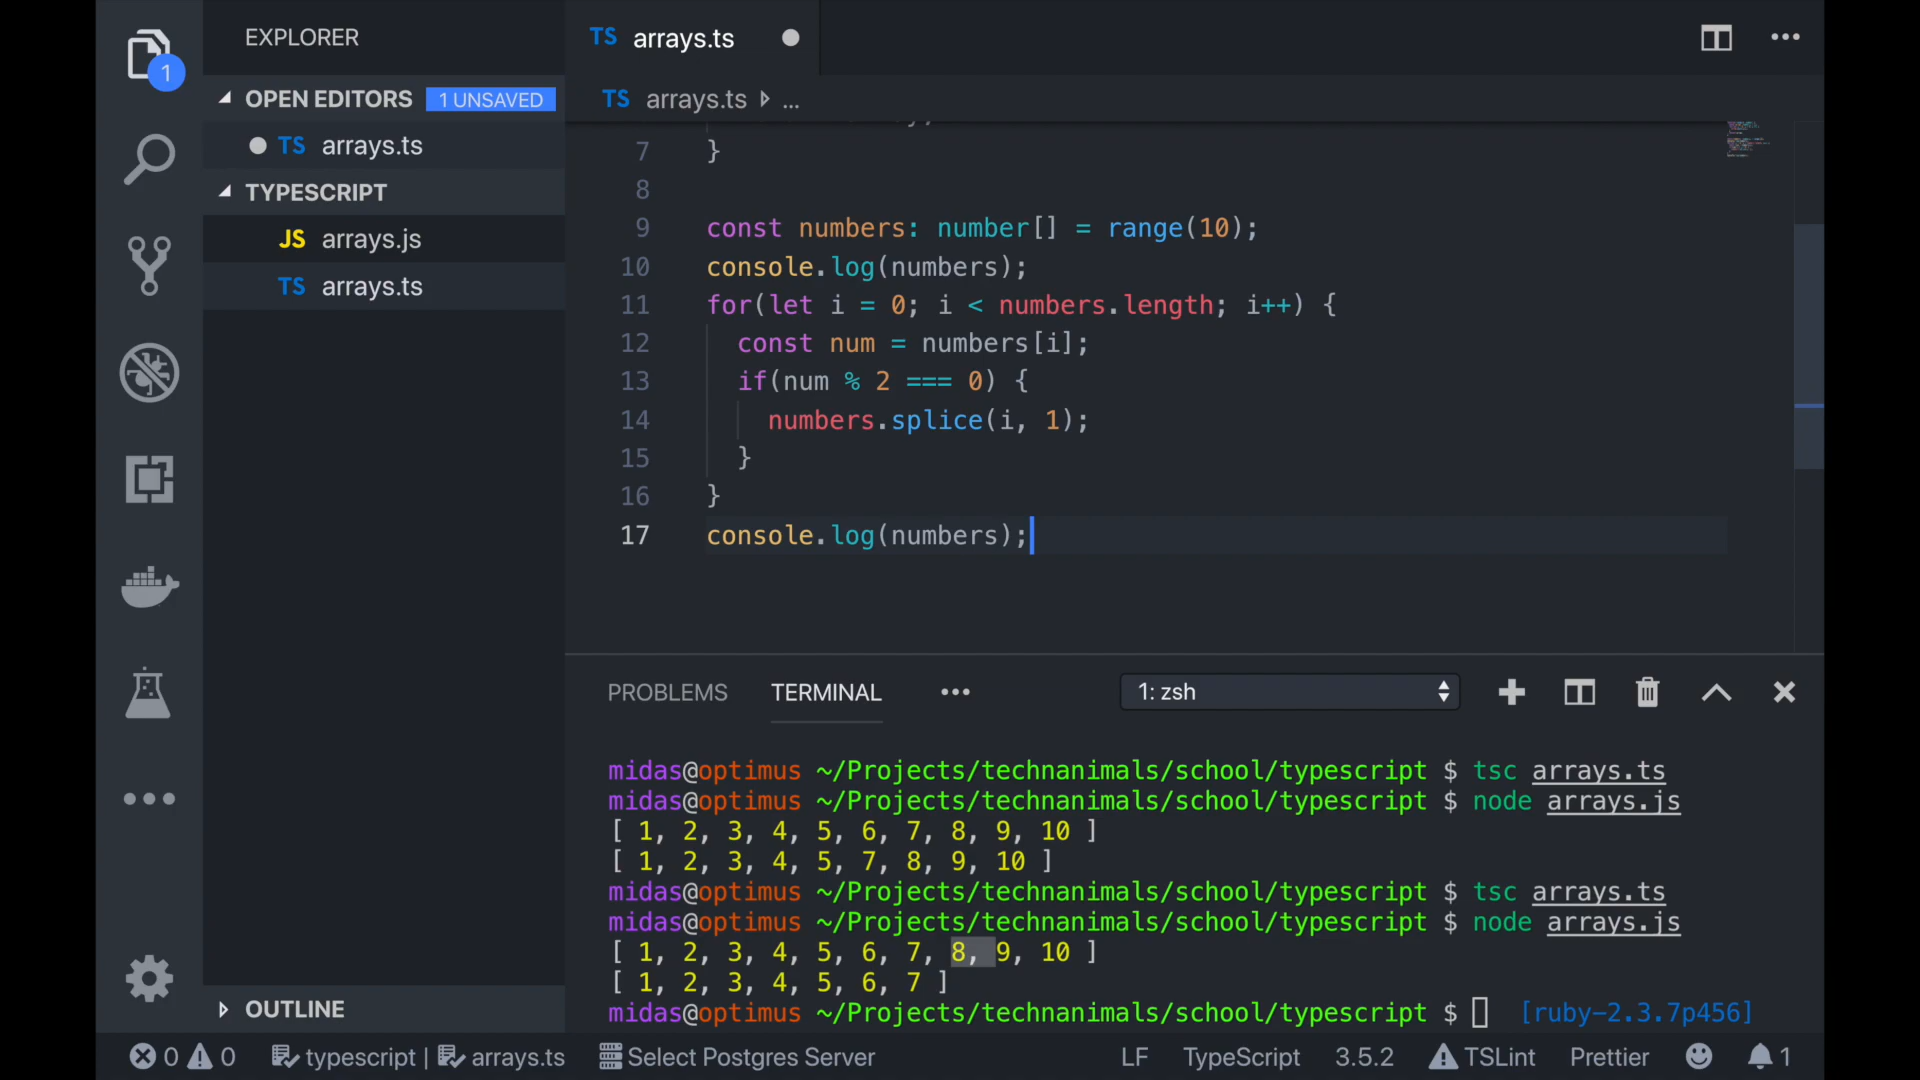 EXPLORER
TS arrays.ts
1
OPEN EDITORS 1 UNSAVED
TS arrays.ts
TYPESCRIPT
JS arrays.js
TS arrays.ts
OUTLINE
TS arrays.ts ...
7 }
8
9 const numbers: number[] = range(10);
10 console.log(numbers);
11 for(let i = 0; i < numbers.length; i++) {
12 const num = numbers[i];
13 if(num % 2 === 0) {
14 numbers.splice(i, 1);
15 }
16 }
17 console.log(numbers);
PROBLEMS TERMINAL ... 1: zsh
midas@optimus ~/Projects/technanimals/school/typescript $ tsc arrays.ts
midas@optimus ~/Projects/technanimals/school/typescript $ node arrays.js
[ 1, 2, 3, 4, 5, 6, 7, 8, 9, 10 ]
[ 1, 2, 3, 4, 5, 7, 8, 9, 10 ]
midas@optimus ~/Projects/technanimals/school/typescript $ tsc arrays.ts
midas@optimus ~/Projects/technanimals/school/typescript $ node arrays.js
[ 1, 2, 3, 4, 5, 6, 7, 8, 9, 10 ]
[ 1, 2, 3, 4, 5, 6, 7 ]
midas@optimus ~/Projects/technanimals/school/typescript $ [ruby-2.3.7p456]
0 0 typescript | arrays.ts Select Postgres Server LF TypeScript 3.5.2 TSLint Prettier 1